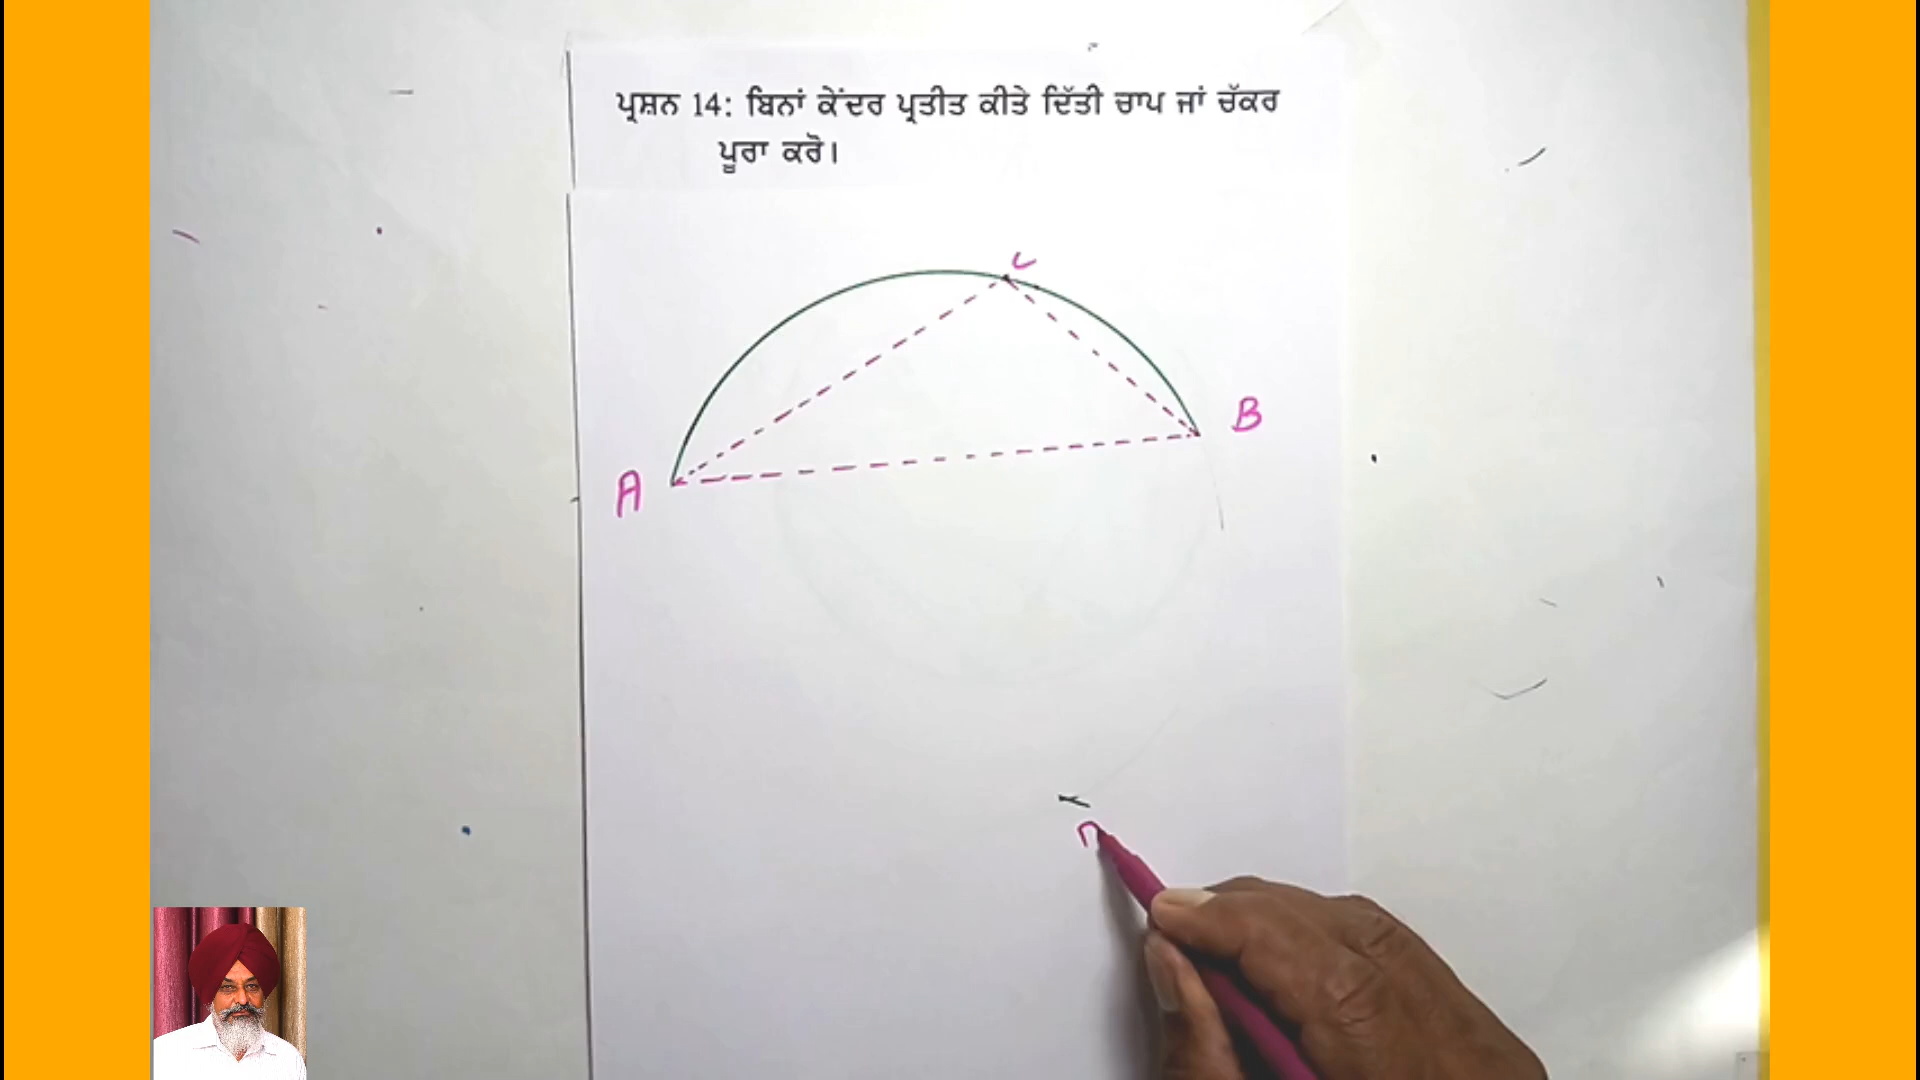 ਪ੍ਰਸ਼ਨ 14: ਬਿਨਾਂ ਕੇਂਦਰ ਪ੍ਰਤੀਤ ਕੀਤੇ ਦਿੱਤੀ ਚਾਪ ਜਾਂ ਚੱਕਰ
ਪੂਰਾ ਕਰੋ।
C
B
A